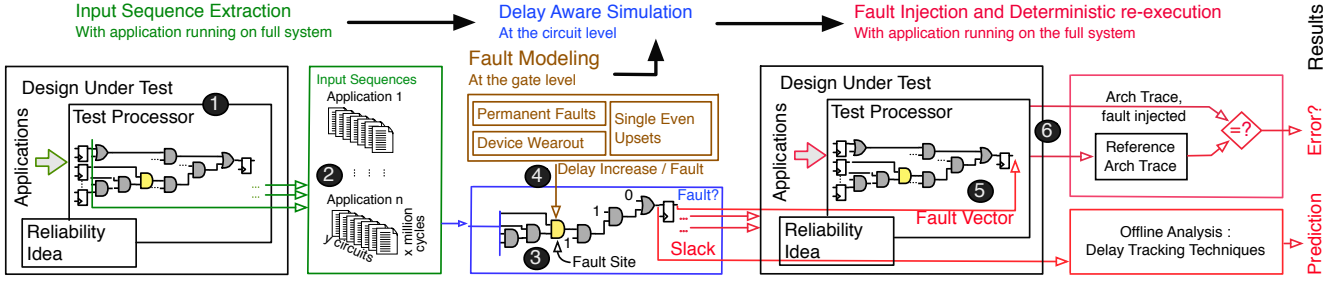 Input Sequence Extraction
With application running on full system
Delay Aware Simulation
At the circuit level
Fault Injection and Deterministic re-execution
With application running on the full system
Results
Fault Modeling
At the gate level
Permanent Faults
Device Wearout
Single Even
Upsets
Delay Increase / Fault
Design Under Test
1
Test Processor
Applications
Reliability
Idea
Input Sequences
Application 1
2
Application n
y circuits
x million
cycles
4
3
1
1
0
Fault?
Fault Site
Slack
Design Under Test
Test Processor
Applications
5
Fault Vector
Reliability
Idea
6
Arch Trace,
fault injected
=?
Reference
Arch Trace
Error?
Offline Analysis :
Delay Tracking Techniques
Prediction